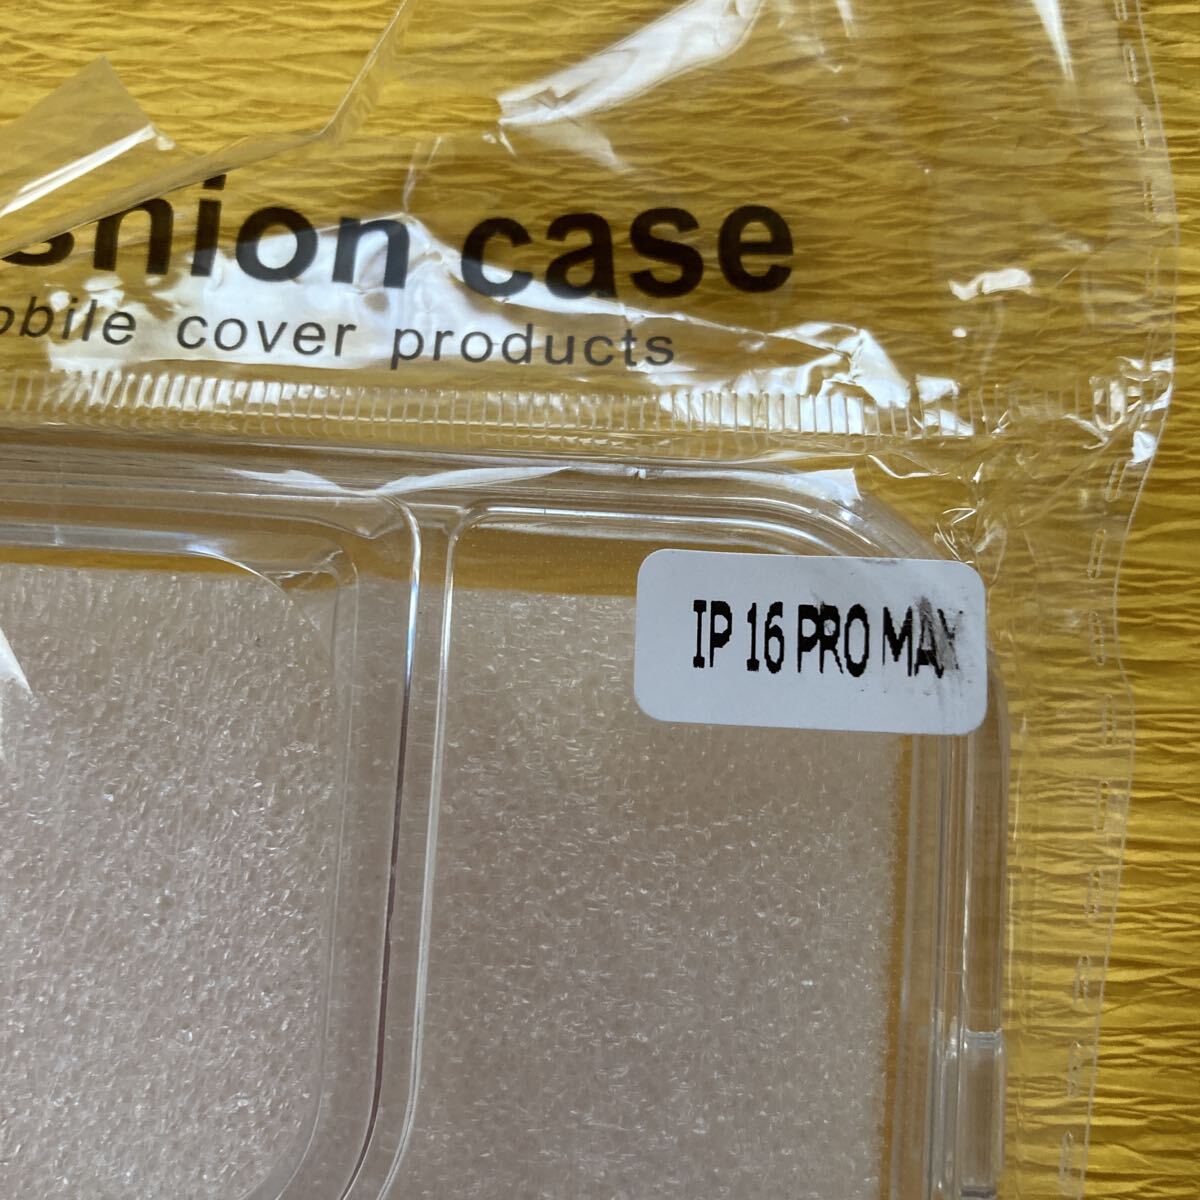 shion case
obile cover products
IP 16 PRO MAX